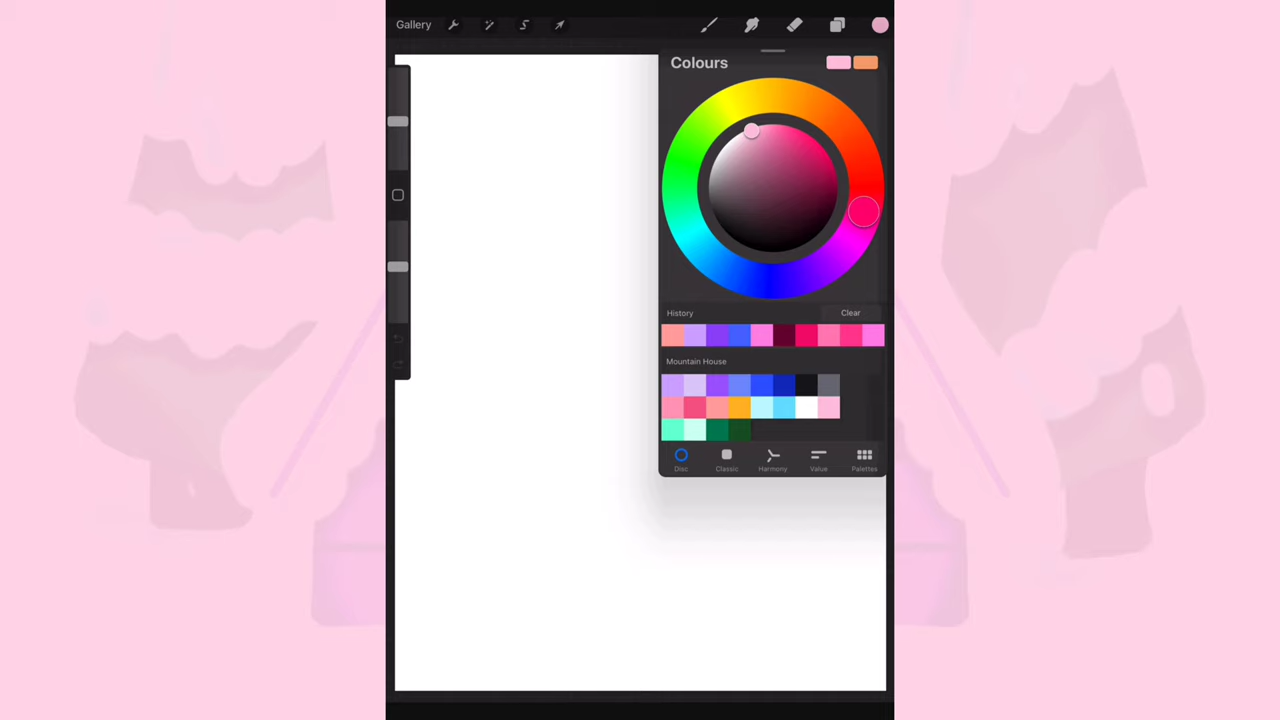 Gallery
Colours
History Clear
Mountain House
Disc Classic Harmony Value Palettes